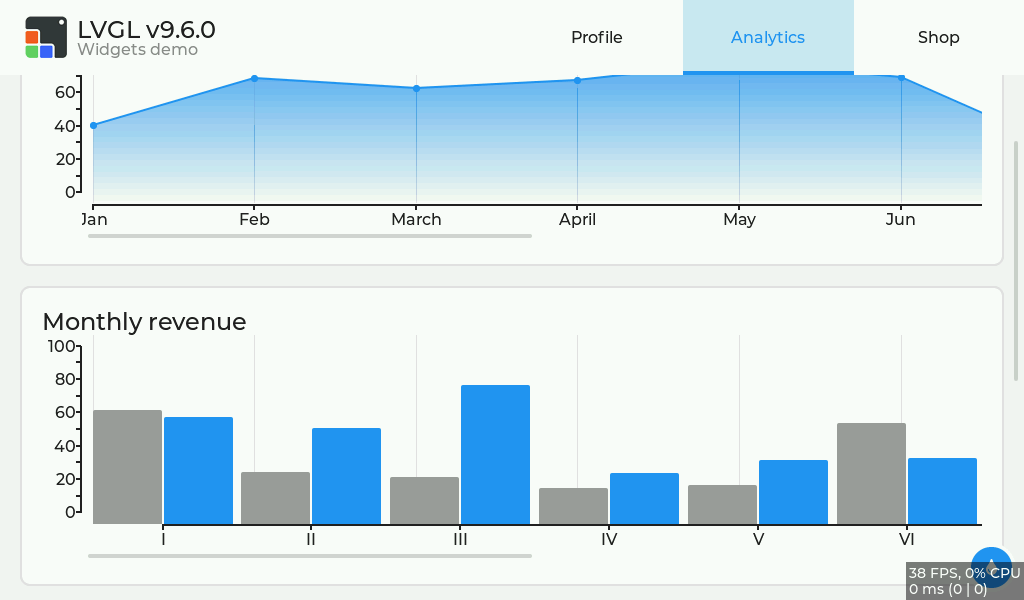 LVGL v9.6.0
Widgets demo
Profile
Analytics
Shop
60
40
20
0
Jan Feb March April May Jun
Monthly revenue
100
80
60
40
20
0
I II III IV V VI
38 FPS, 0% CPU
0 ms (0 | 0)